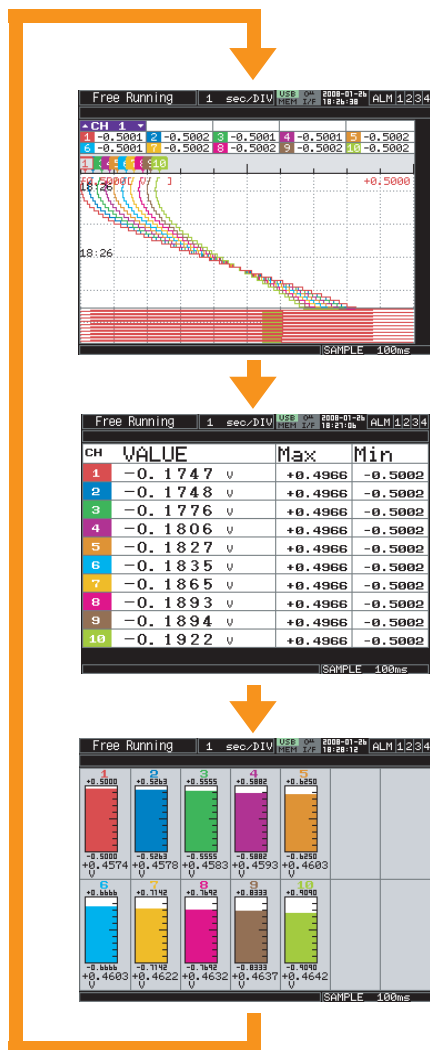 Free Running 1 sec/DIV USB MEM I/F 2008-01-26 18:26:38 ALM 1 2 3 4
CH 1
1 -0.5001 2 -0.5002 3 -0.5001 4 -0.5001 5 -0.5002
6 -0.5001 7 -0.5002 8 -0.5002 9 -0.5002 10 -0.5002
+0.5000
18:26
18:26
SAMPLE 100ms
Free Running 1 sec/DIV USB MEM I/F 2008-01-26 18:27:06 ALM 1 2 3 4
CH VALUE Max Min
1 -0.1747 V +0.4966 -0.5002
2 -0.1748 V +0.4966 -0.5002
3 -0.1776 V +0.4966 -0.5002
4 -0.1806 V +0.4966 -0.5002
5 -0.1827 V +0.4966 -0.5002
6 -0.1835 V +0.4966 -0.5002
7 -0.1865 V +0.4966 -0.5002
8 -0.1893 V +0.4966 -0.5002
9 -0.1894 V +0.4966 -0.5002
10 -0.1922 V +0.4966 -0.5002
SAMPLE 100ms
Free Running 1 sec/DIV USB MEM I/F 2008-01-26 18:28:12 ALM 1 2 3 4
1 2 3 4 5
+0.5000 +0.5263 +0.5555 +0.5882 +0.6250
-0.5000 -0.5263 -0.5555 -0.5882 -0.6250
+0.4574 +0.4578 +0.4583 +0.4593 +0.4603
V V V V V
6 7 8 9 10
+0.6666 +0.7142 +0.7692 +0.8333 +0.9090
-0.6666 -0.7142 -0.7692 -0.8333 -0.9090
+0.4603 +0.4622 +0.4632 +0.4637 +0.4642
V V V V V
SAMPLE 100ms